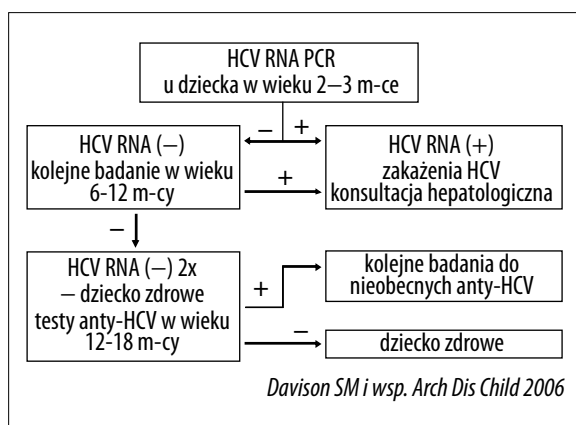 HCV RNA PCR
u dziecka w wieku 2–3 m-ce
– +
HCV RNA (–)
kolejne badanie w wieku
6-12 m-cy
+
HCV RNA (+)
zakażenia HCV
konsultacja hepatologiczna
–
HCV RNA (–) 2x
– dziecko zdrowe
testy anty-HCV w wieku
12-18 m-cy
+
kolejne badania do
nieobecnych anty-HCV
–
dziecko zdrowe
Davison SM i wsp. Arch Dis Child 2006